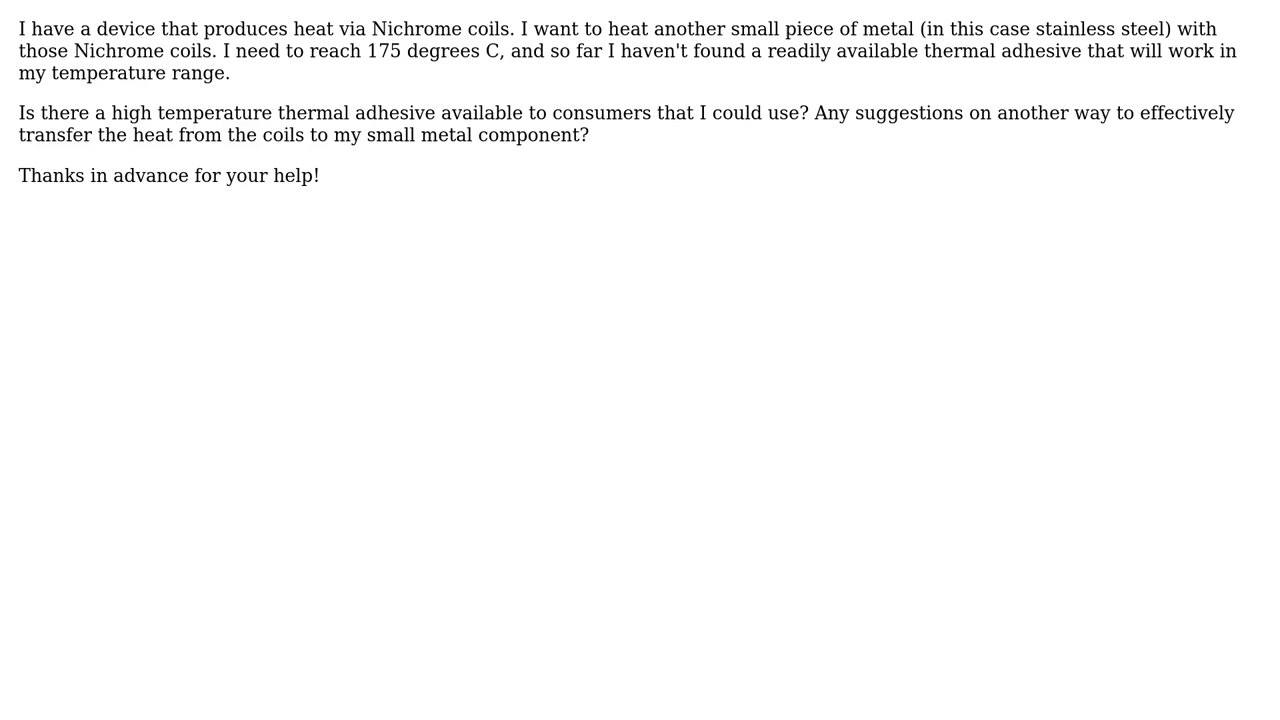 I have a device that produces heat via Nichrome coils. I want to heat another small piece of metal (in this case stainless steel) with
those Nichrome coils. I need to reach 175 degrees C, and so far I haven't found a readily available thermal adhesive that will work in
my temperature range.
Is there a high temperature thermal adhesive available to consumers that I could use? Any suggestions on another way to effectively
transfer the heat from the coils to my small metal component?
Thanks in advance for your help!